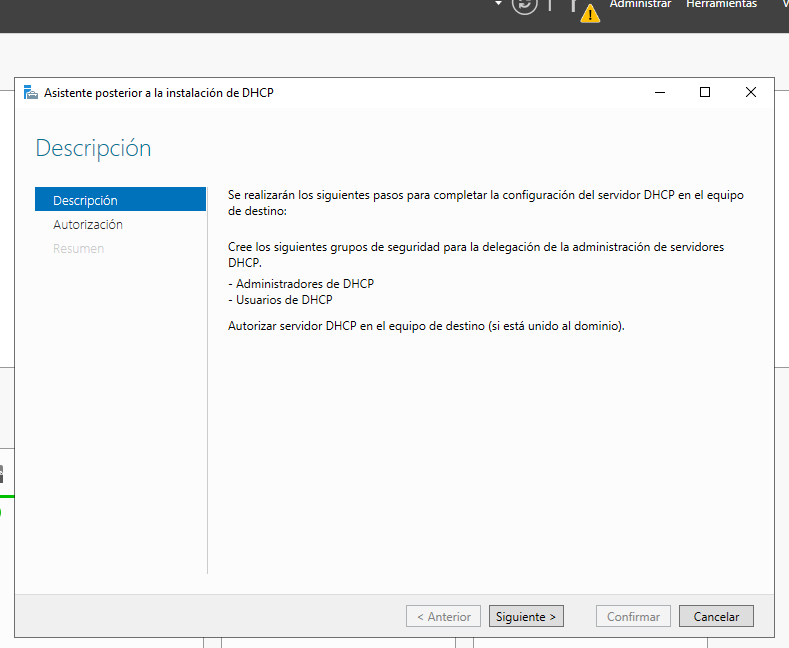 Administrar Herramientas
Asistente posterior a la instalación de DHCP
Descripción
Descripción
Autorización
Resumen
Se realizarán los siguientes pasos para completar la configuración del servidor DHCP en el equipo
de destino:
Cree los siguientes grupos de seguridad para la delegación de la administración de servidores
DHCP.
- Administradores de DHCP
- Usuarios de DHCP
Autorizar servidor DHCP en el equipo de destino (si está unido al dominio).
< Anterior Siguiente > Confirmar Cancelar